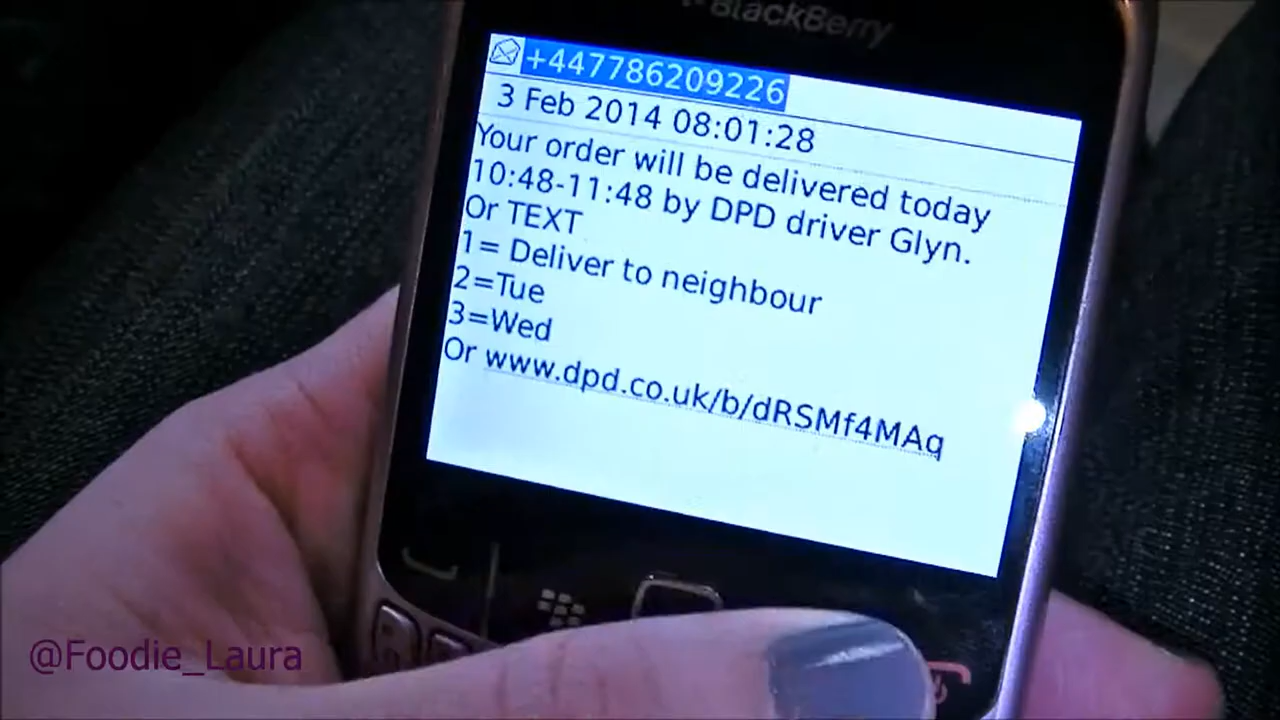 BlackBerry
+447786209226
3 Feb 2014 08:01:28
Your order will be delivered today
10:48-11:48 by DPD driver Glyn.
Or TEXT
1= Deliver to neighbour
2=Tue
3=Wed
Or www.dpd.co.uk/b/dRSMf4MAq
@Foodie_Laura